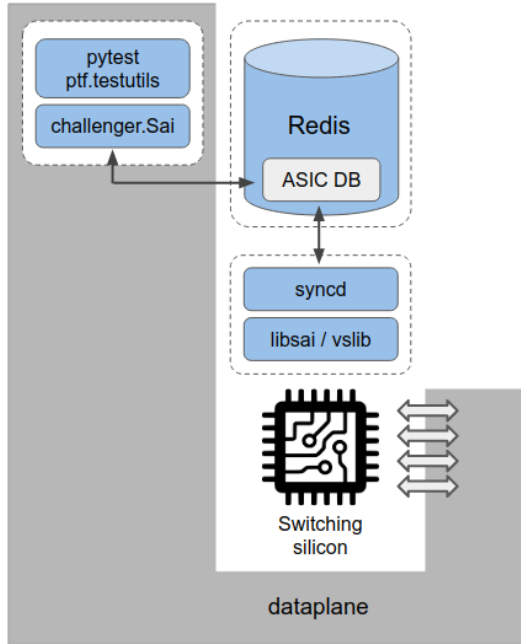 pytest
ptf.testutils
challenger.Sai
Redis
ASIC DB
syncd
libsai / vslib
Switching
silicon
dataplane